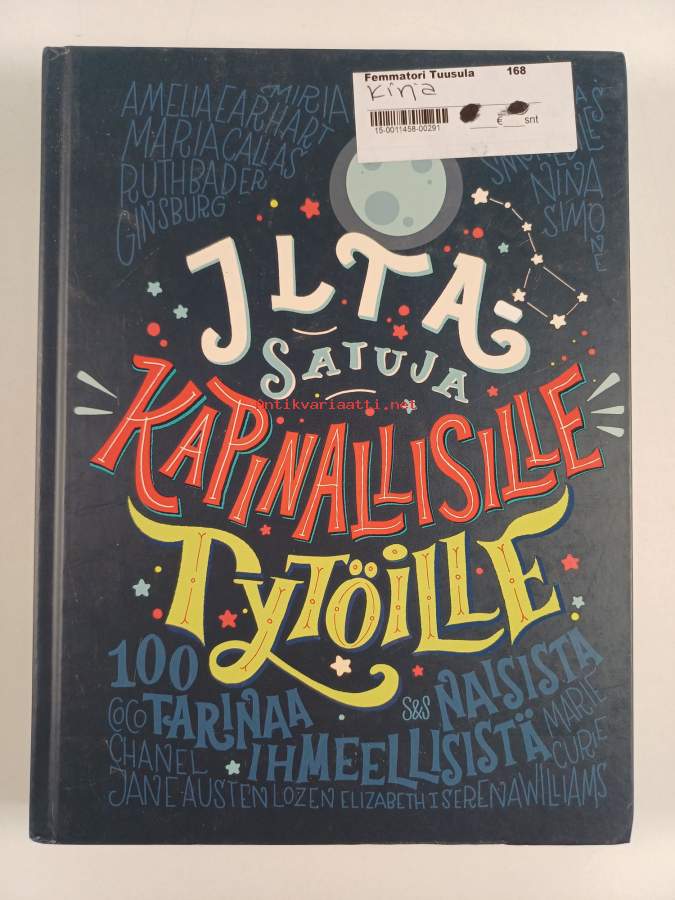 Femmatori Tuusula 168
Kirja
15-0011458-00291
€ snt
AMELIA EARHART
MARIA CALLAS
RUTH BADER
GINSBURG
NINA
SIMONE
ILTA-
SATUJA
Antikvariaatti.net
KAPINALLISILLE
TYTÖILLE
100
TARINAA
S&S
NAISISTA
IHMEELLISISTÄ
COCO
CHANEL
MARIE
CURIE
JANE AUSTEN LOZEN ELIZABETH I SERENA WILLIAMS